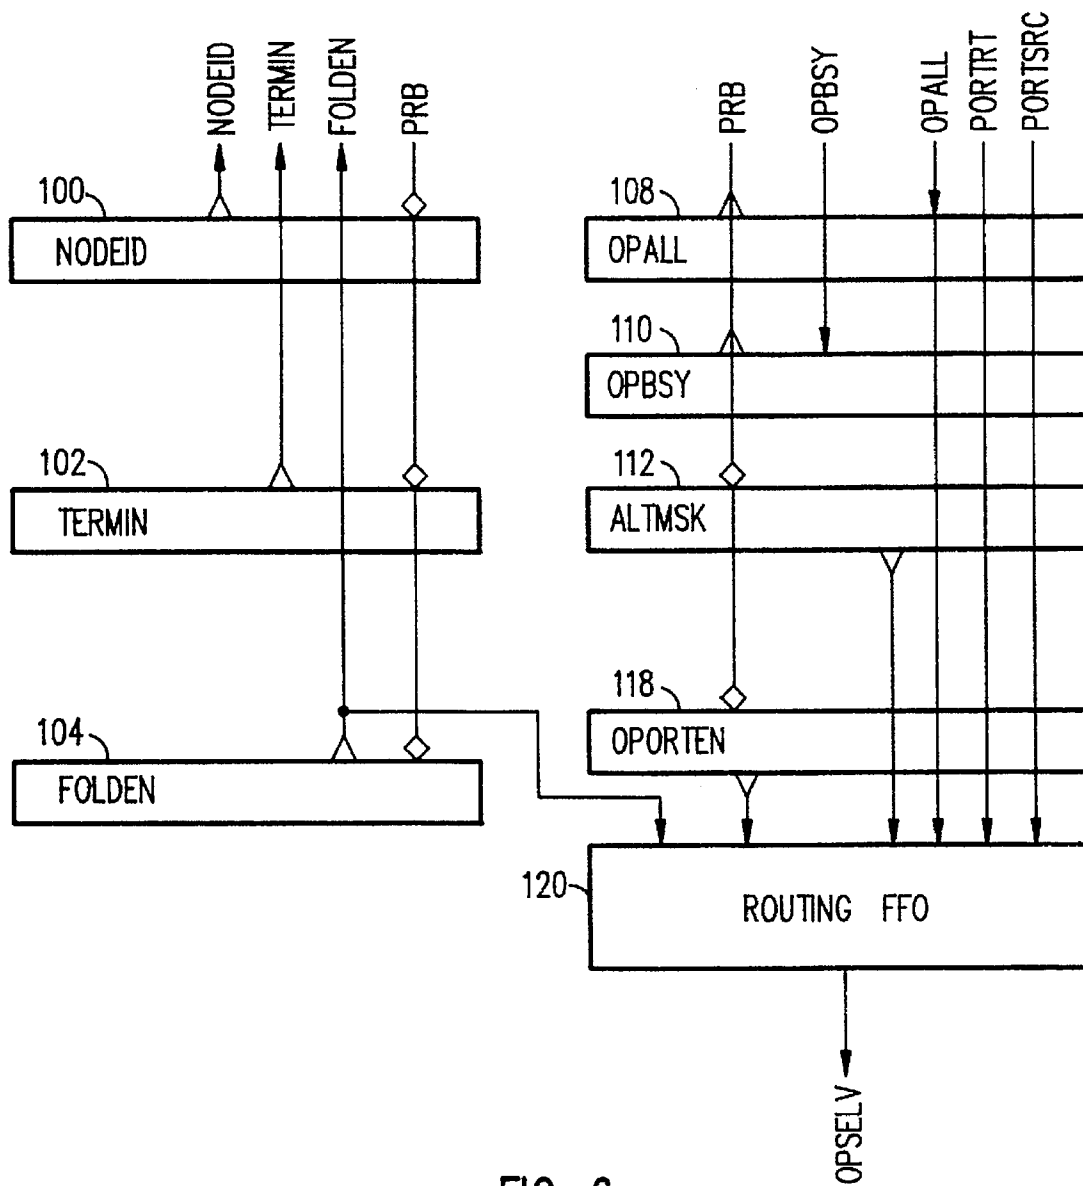 NODEID
TERMIN
FOLDEN
PRB
PRB
OPBSY
OPALL
PORTRT
PORTSRC
100
NODEID
108
OPALL
110
OPBSY
102
TERMIN
112
ALTMSK
104
FOLDEN
118
OPORTEN
120
ROUTING FFO
OPSELV